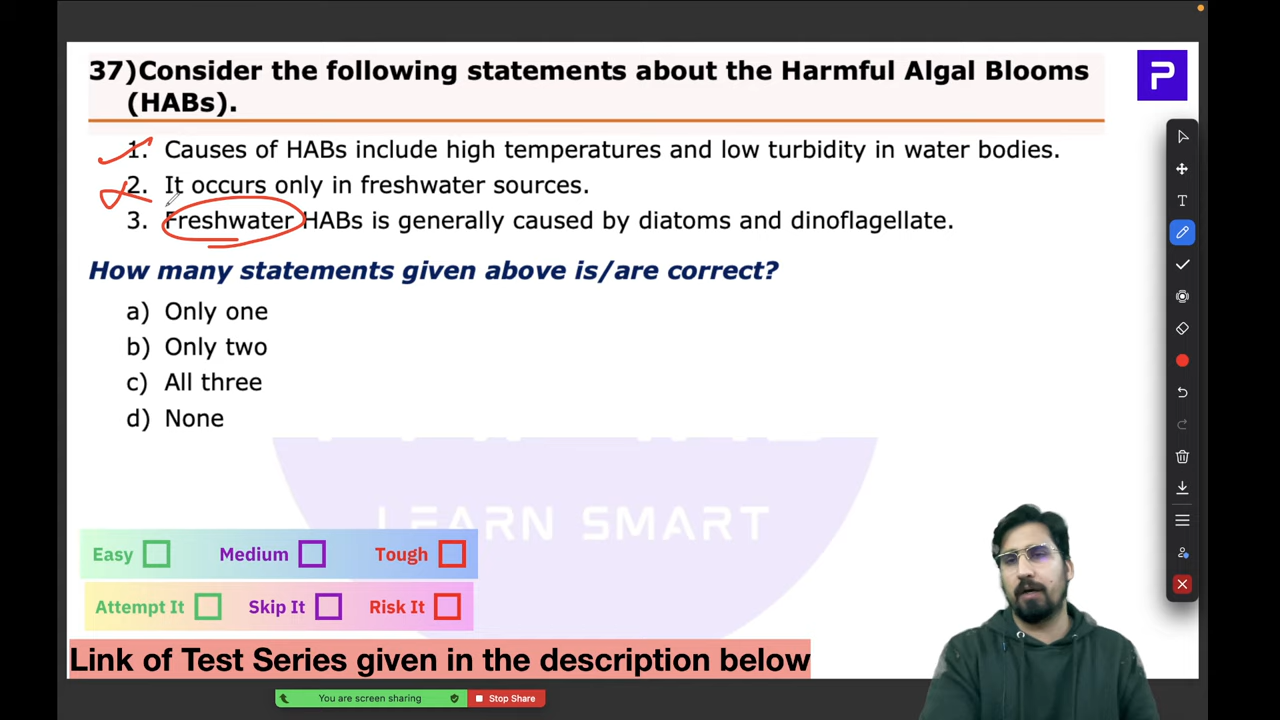 37)Consider the following statements about the Harmful Algal Blooms
(HABs).
P
1. Causes of HABs include high temperatures and low turbidity in water bodies.
2. It occurs only in freshwater sources.
3. Freshwater HABs is generally caused by diatoms and dinoflagellate.
How many statements given above is/are correct?
a) Only one
b) Only two
c) All three
d) None
LEARN SMART
Easy Medium Tough
Attempt It Skip It Risk It
Link of Test Series given in the description below
You are screen sharing Stop Share